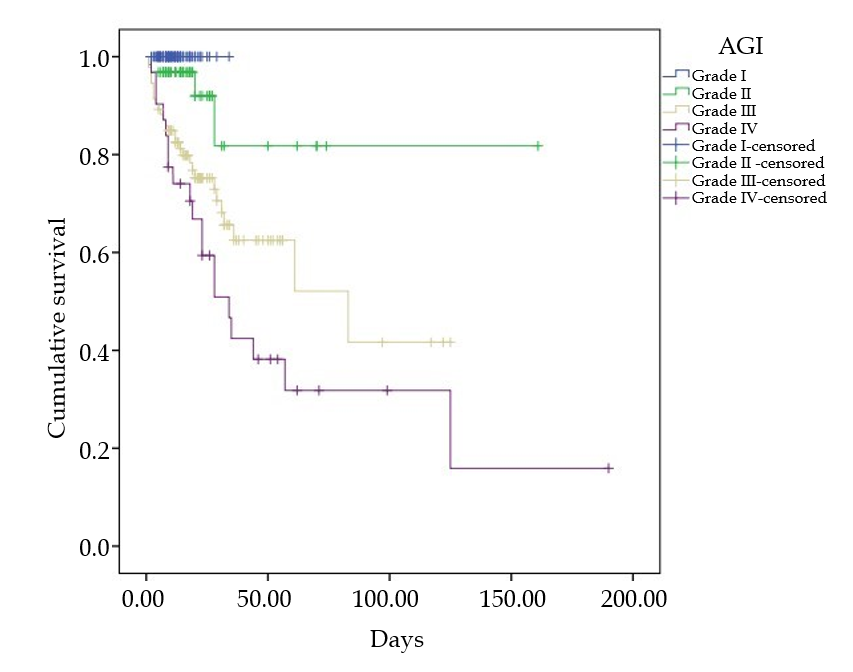 AGI
Grade I
Grade II
Grade III
Grade IV
Grade I-censored
Grade II -censored
Grade III-censored
Grade IV-censored
Cumulative survival
1.0
0.8
0.6
0.4
0.2
0.0
0.00 50.00 100.00 150.00 200.00
Days